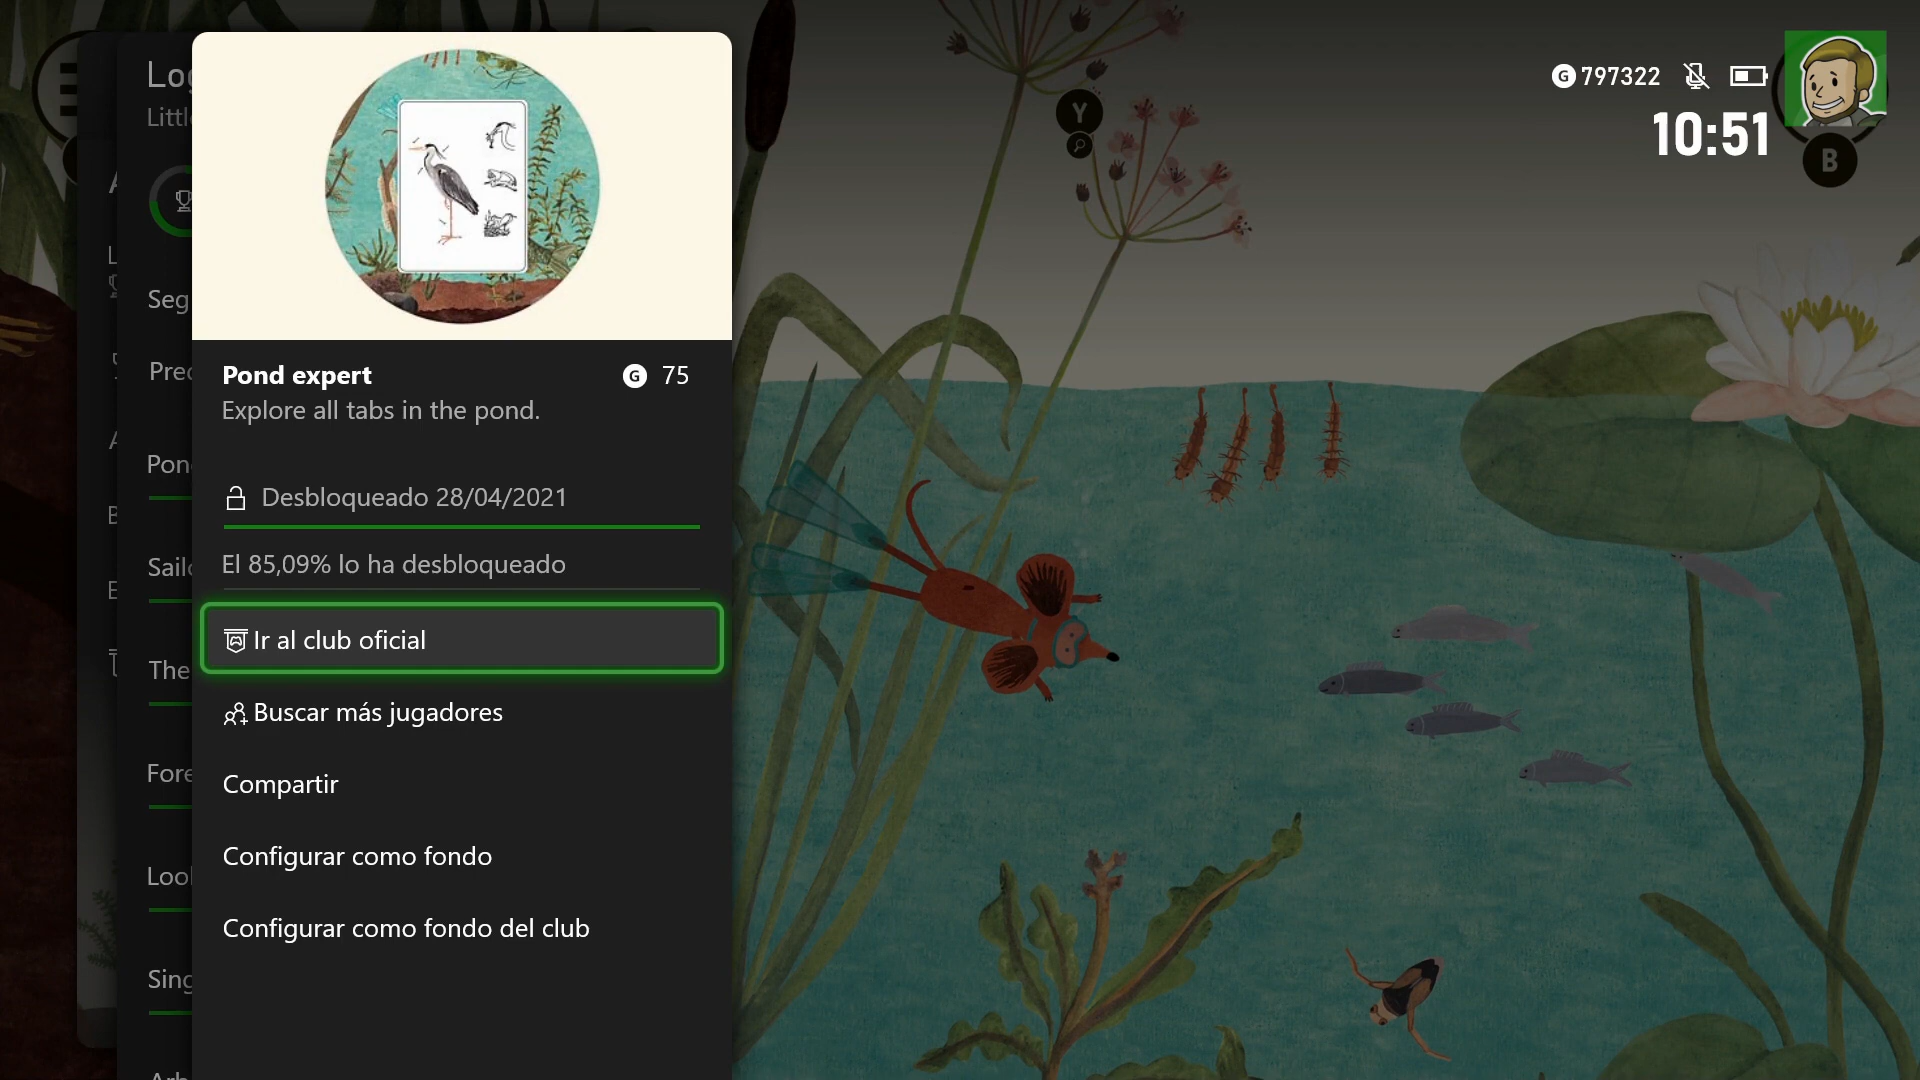 G 797322
10:51
Y
B
Pond expert
G 75
Explore all tabs in the pond.
Desbloqueado 28/04/2021
El 85,09% lo ha desbloqueado
Ir al club oficial
Buscar más jugadores
Compartir
Configurar como fondo
Configurar como fondo del club